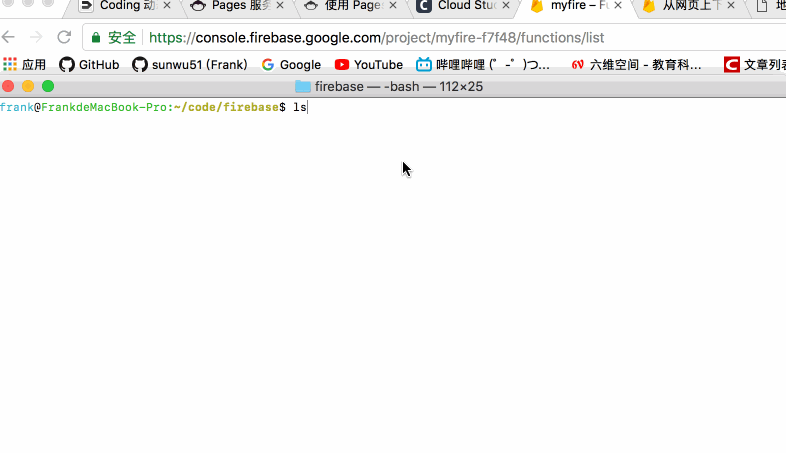 Coding 动 × Pages 服务 × 使用 Page × Cloud Stu × myfire – Fu × 从网页上下 ×
安全 https://console.firebase.google.com/project/myfire-f7f48/functions/list
应用 GitHub sunwu51 (Frank) Google YouTube 哔哩哔哩 (゜-゜)つ... 六维空间 - 教育科... 文章列表
firebase — -bash — 112×25
frank@FrankdeMacBook-Pro:~/code/firebase$ ls